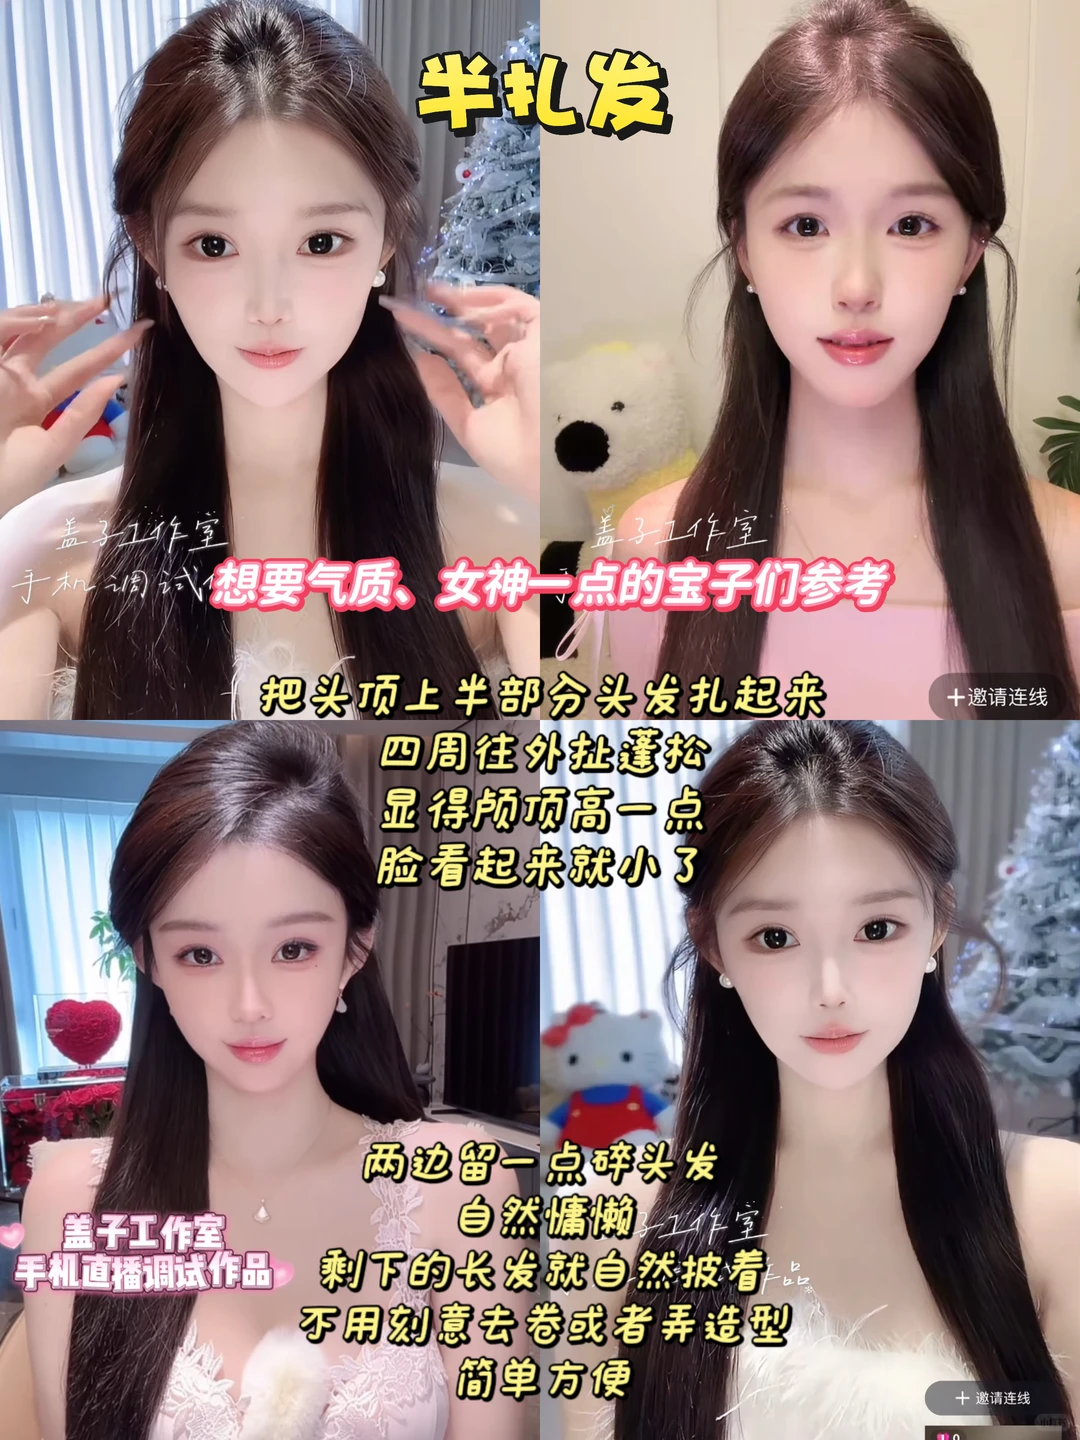 半扎发
盖子工作室
手机调试作
盖子工作室
手
想要气质、女神一点的宝子们参考
+邀请连线
把头顶上半部分头发扎起来
四周往外扯蓬松
显得颅顶高一点
脸看起来就小了
两边留一点碎头发
自然慵懒
剩下的长发就自然披着
不用刻意去卷或者弄造型
简单方便
盖子工作室
手机直播调试作品
子工作室
作品
+ 邀请连线
0